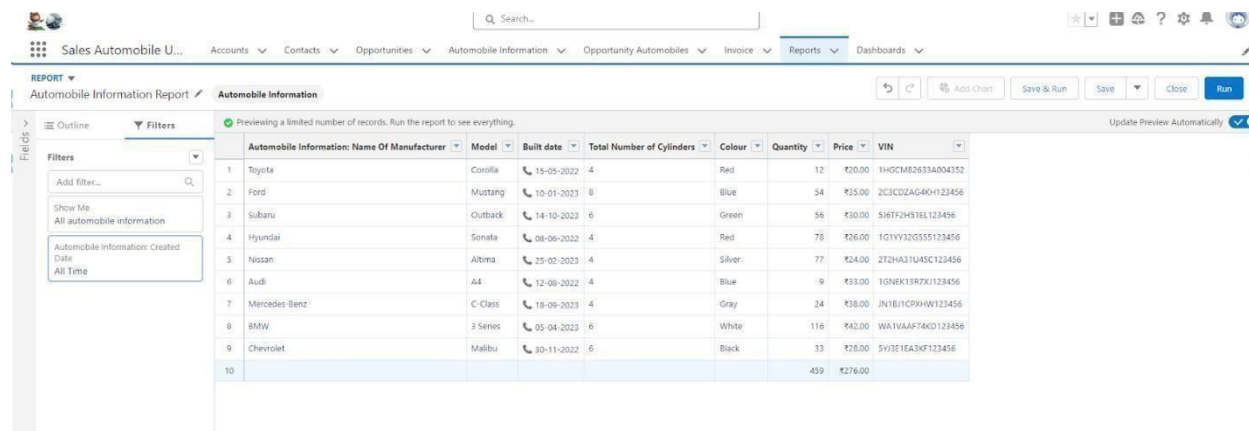 Search...
Sales Automobile U... Accounts Contacts Opportunities Automobile Information Opportunity Automobiles Invoice Reports Dashboards
REPORT
Automobile Information Report Automobile Information Add Chart Save & Run Save Close Run
Fields Outline Filters Previewing a limited number of records. Run the report to see everything. Update Preview Automatically
Filters
Add filter...
Show Me
All automobile information
Automobile Information: Created
Date
All Time
Automobile Information: Name Of Manufacturer Model Built date Total Number of Cylinders Colour Quantity Price VIN
1 Toyota Corolla 15-05-2022 4 Red 12 ₹20.00 1HGCM82633A004352
2 Ford Mustang 10-01-2023 8 Blue 54 ₹35.00 2C3CDZAG4KH123456
3 Subaru Outback 14-10-2023 6 Green 56 ₹30.00 SJ6TF2H51EL123456
4 Hyundai Sonata 08-06-2022 4 Red 78 ₹26.00 1G1YY32G555123456
5 Nissan Altima 25-02-2023 4 Silver 77 ₹24.00 2T2HA31U45C123456
6 Audi A4 12-08-2022 4 Blue 9 ₹33.00 1GNEK13R7XJ123456
7 Mercedes-Benz C-Class 18-09-2023 4 Gray 24 ₹38.00 JN1BJ1CPXHW123456
8 BMW 3 Series 05-04-2023 6 White 116 ₹42.00 WA1VAAF74KD123456
9 Chevrolet Malibu 30-11-2022 6 Black 33 ₹28.00 5YJ3E1EA3KF123456
10 459 ₹276.00